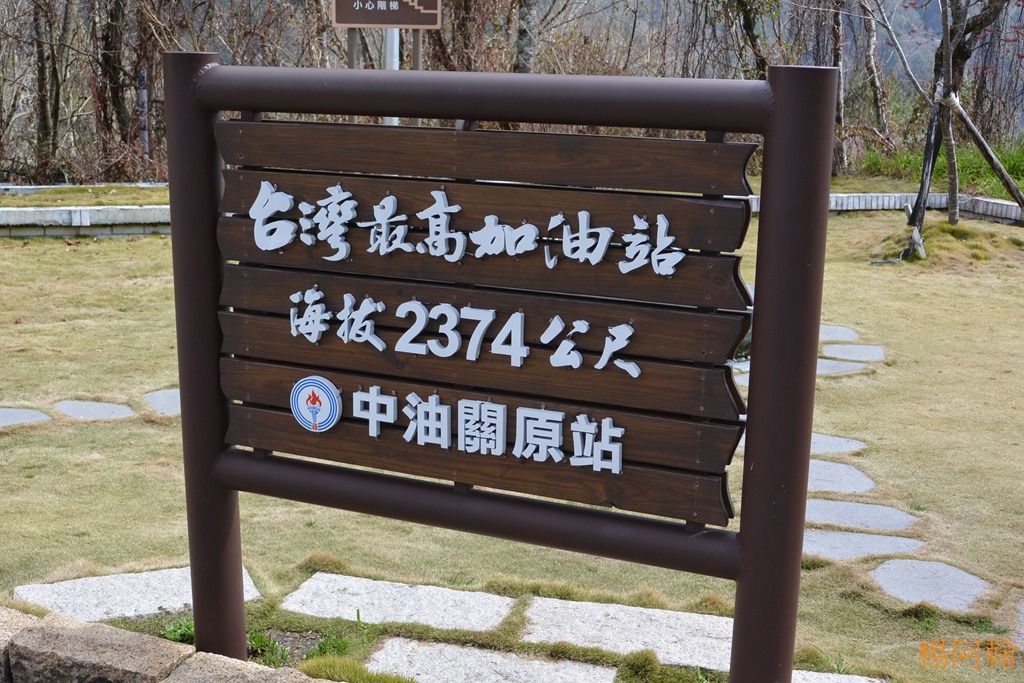 小心階梯
台灣最高加油站
海拔2374公尺
中油關原站
楊阿翰